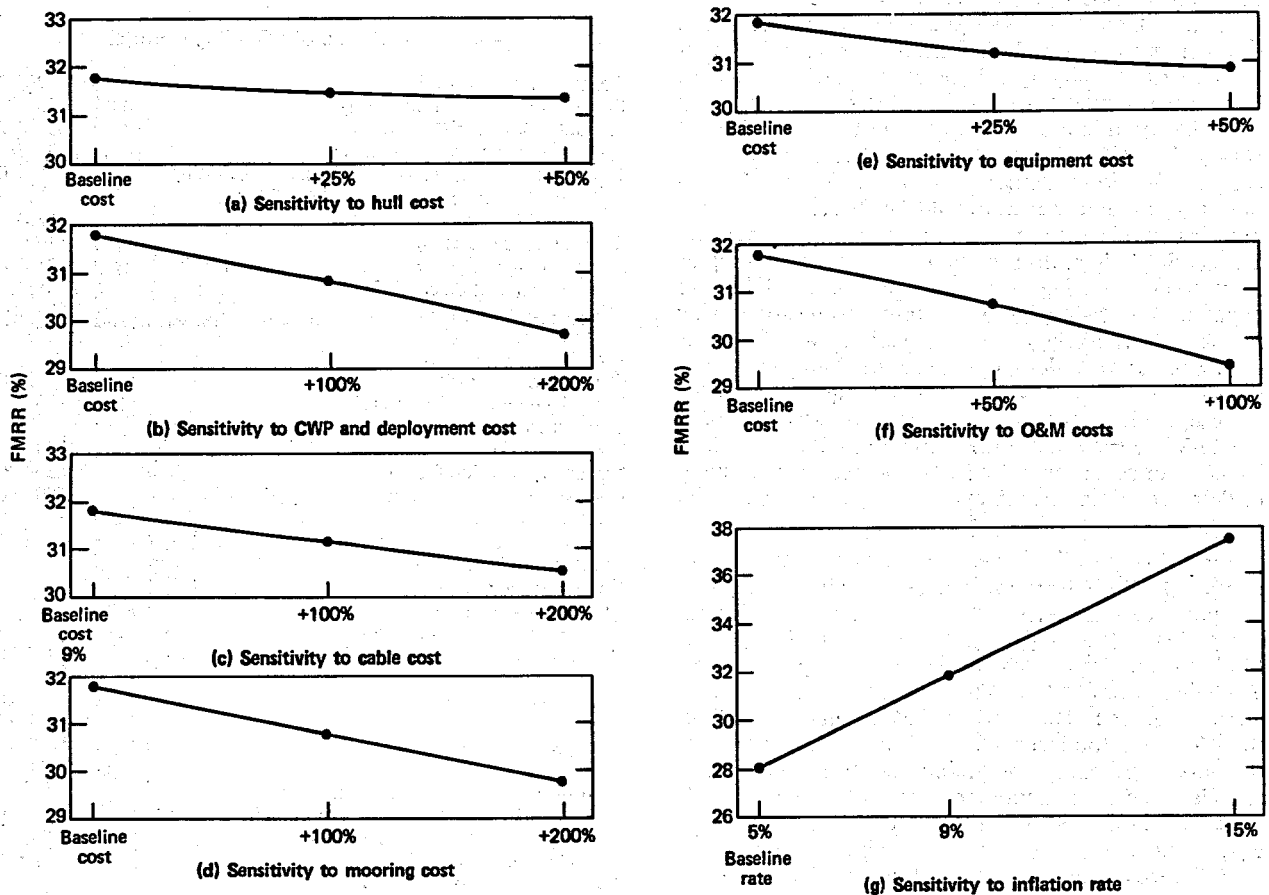 33
32
31
30
Baseline
cost
+25%
+50%
(a) Sensitivity to hull cost
32
31
30
29
Baseline
cost
+100%
+200%
(b) Sensitivity to CWP and deployment cost
FMRR (%)
33
32
31
30
Baseline
cost
9%
+100%
+200%
(c) Sensitivity to cable cost
32
31
30
29
Baseline
cost
+100%
+200%
(d) Sensitivity to mooring cost
32
31
30
Baseline
cost
+25%
+50%
(e) Sensitivity to equipment cost
32
31
30
29
Baseline
cost
+50%
+100%
(f) Sensitivity to O&M costs
FMRR (%)
38
36
34
32
30
28
26
5%
Baseline
rate
9%
15%
(g) Sensitivity to inflation rate